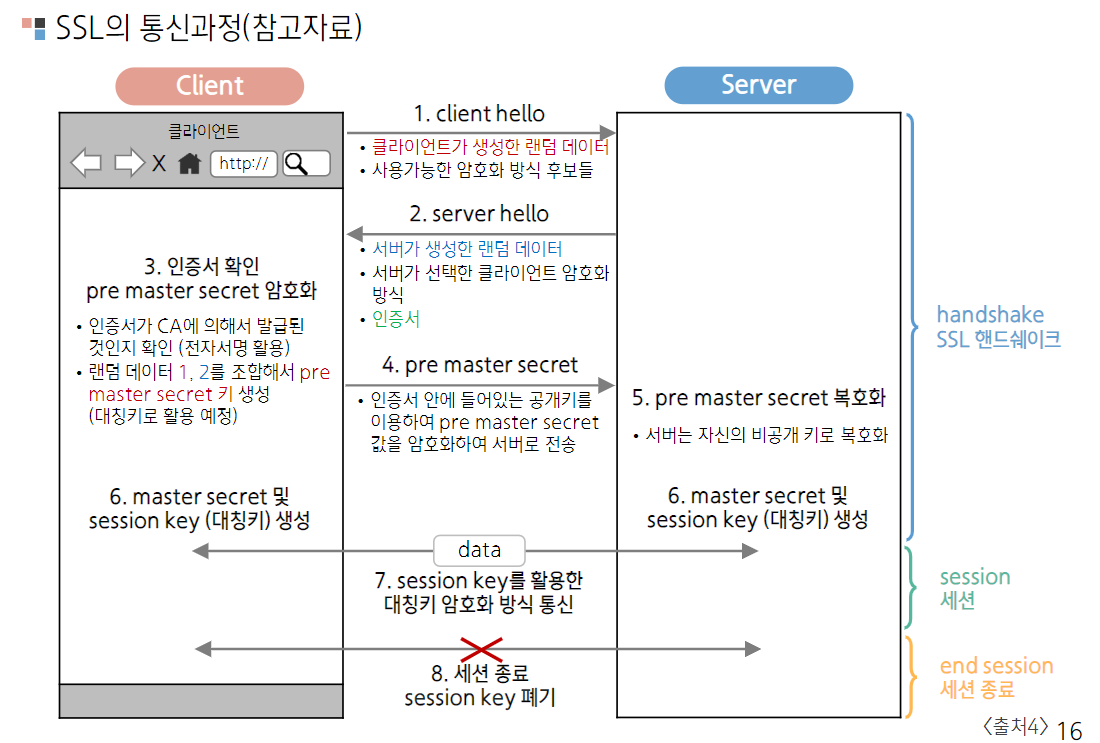 SSL의 통신과정(참고자료)
Client
Server
클라이언트
X
http://
1. client hello
• 클라이언트가 생성한 랜덤 데이터
• 사용가능한 암호화 방식 후보들
2. server hello
• 서버가 생성한 랜덤 데이터
• 서버가 선택한 클라이언트 암호화
방식
• 인증서
3. 인증서 확인
pre master secret 암호화
• 인증서가 CA에 의해서 발급된
것인지 확인 (전자서명 활용)
• 랜덤 데이터 1, 2를 조합해서 pre
master secret 키 생성
(대칭키로 활용 예정)
4. pre master secret
• 인증서 안에 들어있는 공개키를
이용하여 pre master secret
값을 암호화하여 서버로 전송
5. pre master secret 복호화
• 서버는 자신의 비공개 키로 복호화
6. master secret 및
session key (대칭키) 생성
6. master secret 및
session key (대칭키) 생성
data
7. session key를 활용한
대칭키 암호화 방식 통신
8. 세션 종료
session key 폐기
handshake
SSL 핸드쉐이크
session
세션
end session
세션 종료
<출처4> 16